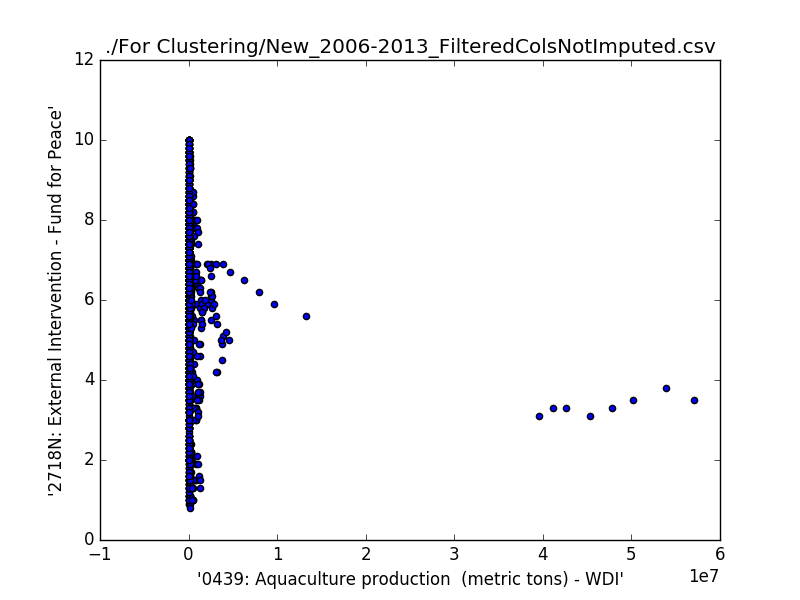 ./For Clustering/New_2006-2013_FilteredColsNotImputed.csv
'2718N: External Intervention - Fund for Peace'
12
10
8
6
4
2
0
−1 0 1 2 3 4 5 6
1e7
'0439: Aquaculture production  (metric tons) - WDI'